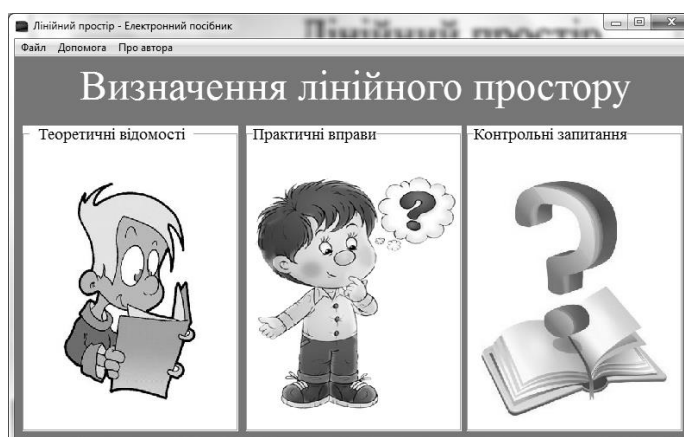 Лінійний простір - Електронний посібник
Файл Допомога Про автора
Визначення лінійного простору
Теоретичні відомості
Практичні вправи
Контрольні запитання